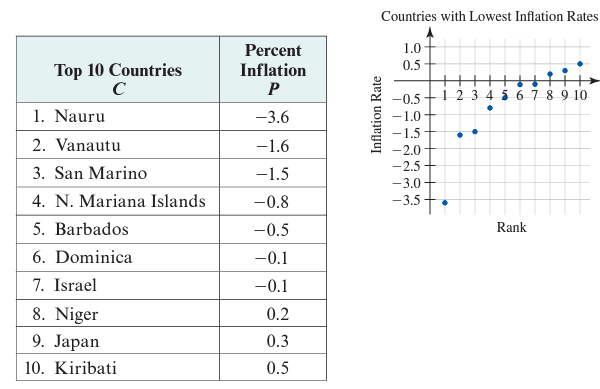 Top 10 Countries
C
Percent
Inflation
P
1. Nauru −3.6
2. Vanautu −1.6
3. San Marino −1.5
4. N. Mariana Islands −0.8
5. Barbados −0.5
6. Dominica −0.1
7. Israel −0.1
8. Niger 0.2
9. Japan 0.3
10. Kiribati 0.5
Countries with Lowest Inflation Rates
Inflation Rate
1.0
0.5
−0.5
−1.0
−1.5
−2.0
−2.5
−3.0
−3.5
1 2 3 4 5 6 7 8 9 10
Rank